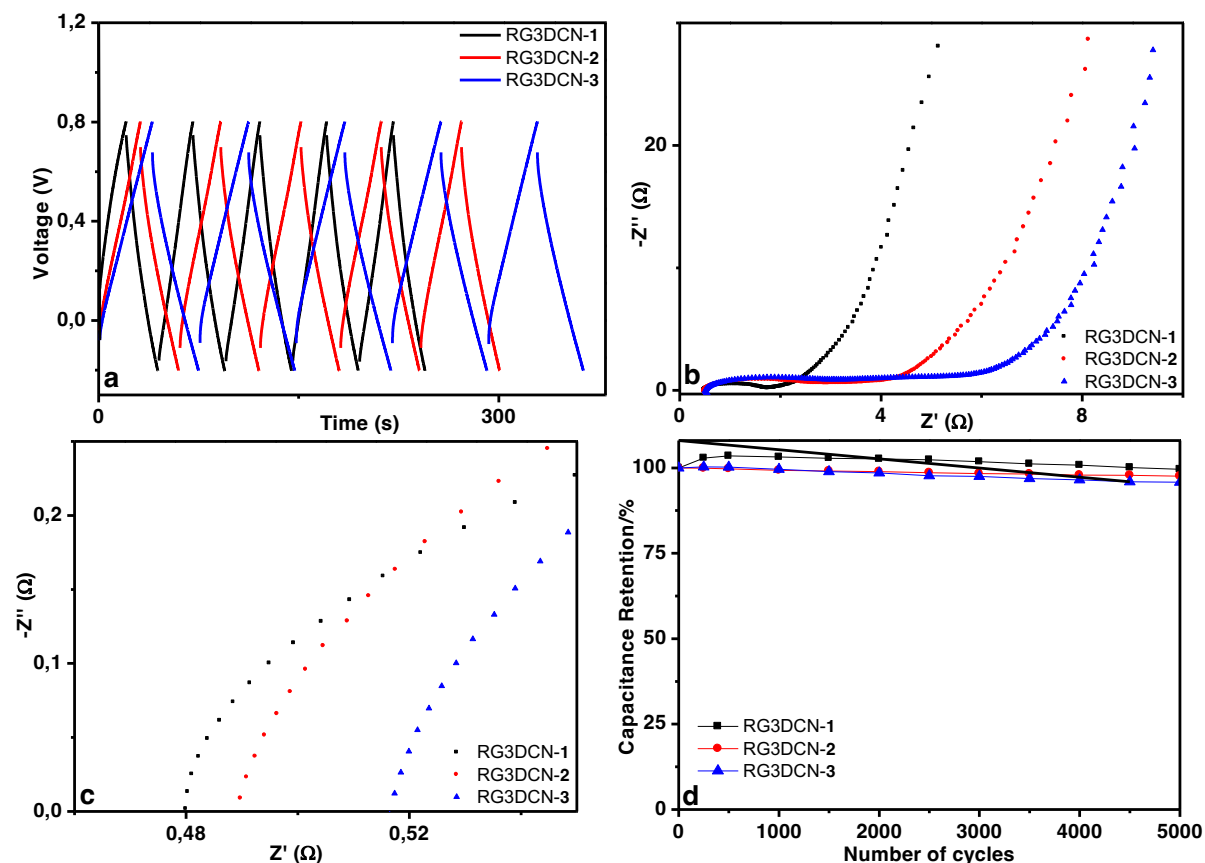 1,2
0,8
0,4
0,0
Voltage (V)
RG3DCN-1
RG3DCN-2
RG3DCN-3
a
0
300
Time (s)
20
0
-Z'' (Ω)
b
RG3DCN-1
RG3DCN-2
RG3DCN-3
0
4
8
Z' (Ω)
0,2
0,1
0,0
-Z'' (Ω)
c
RG3DCN-1
RG3DCN-2
RG3DCN-3
0,48
0,52
Z' (Ω)
100
75
50
25
0
Capacitance Retention/%
RG3DCN-1
RG3DCN-2
RG3DCN-3
d
0
1000
2000
3000
4000
5000
Number of cycles